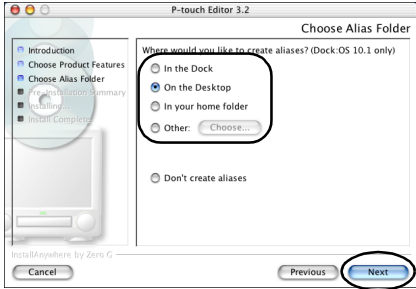 P-touch Editor 3.2
Choose Alias Folder
Introduction
Choose Product Features
Choose Alias Folder
Pre-Installation Summary
Installing...
Install Complete
Where would you like to create aliases? (Dock:OS 10.1 only)
In the Dock
On the Desktop
In your home folder
Other: Choose...
Don't create aliases
InstallAnywhere by Zero G
Cancel Previous Next